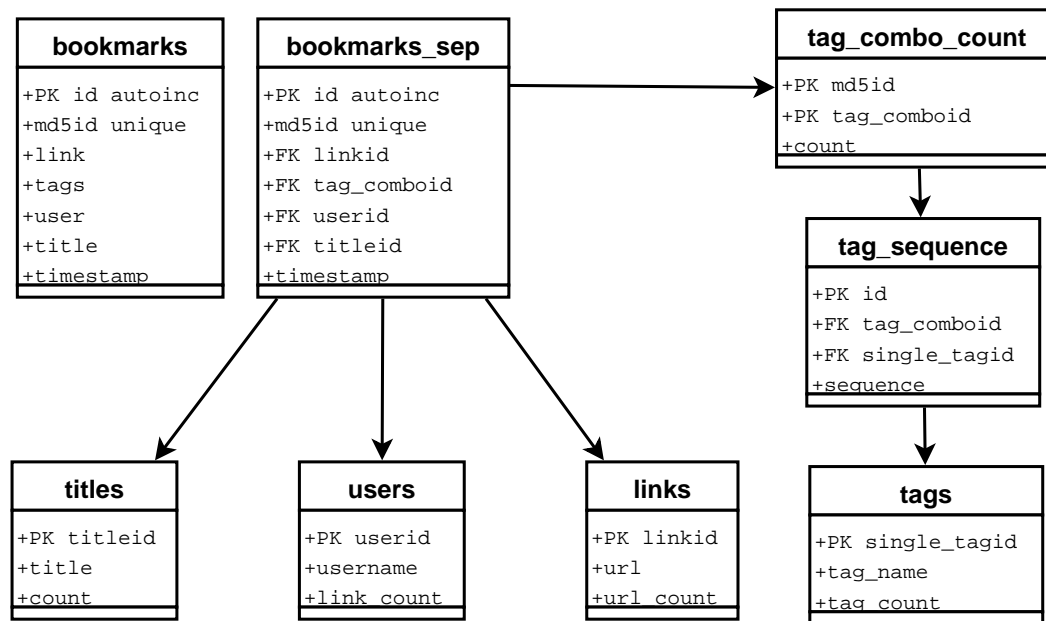 bookmarks
+PK id autoinc
+md5id unique
+link
+tags
+user
+title
+timestamp
bookmarks_sep
+PK id autoinc
+md5id unique
+FK linkid
+FK tag_comboid
+FK userid
+FK titleid
+timestamp
tag_combo_count
+PK md5id
+PK tag_comboid
+count
tag_sequence
+PK id
+FK tag_comboid
+FK single_tagid
+sequence
titles
+PK titleid
+title
+count
users
+PK userid
+username
+link_count
links
+PK linkid
+url
+url_count
tags
+PK single_tagid
+tag_name
+tag_count